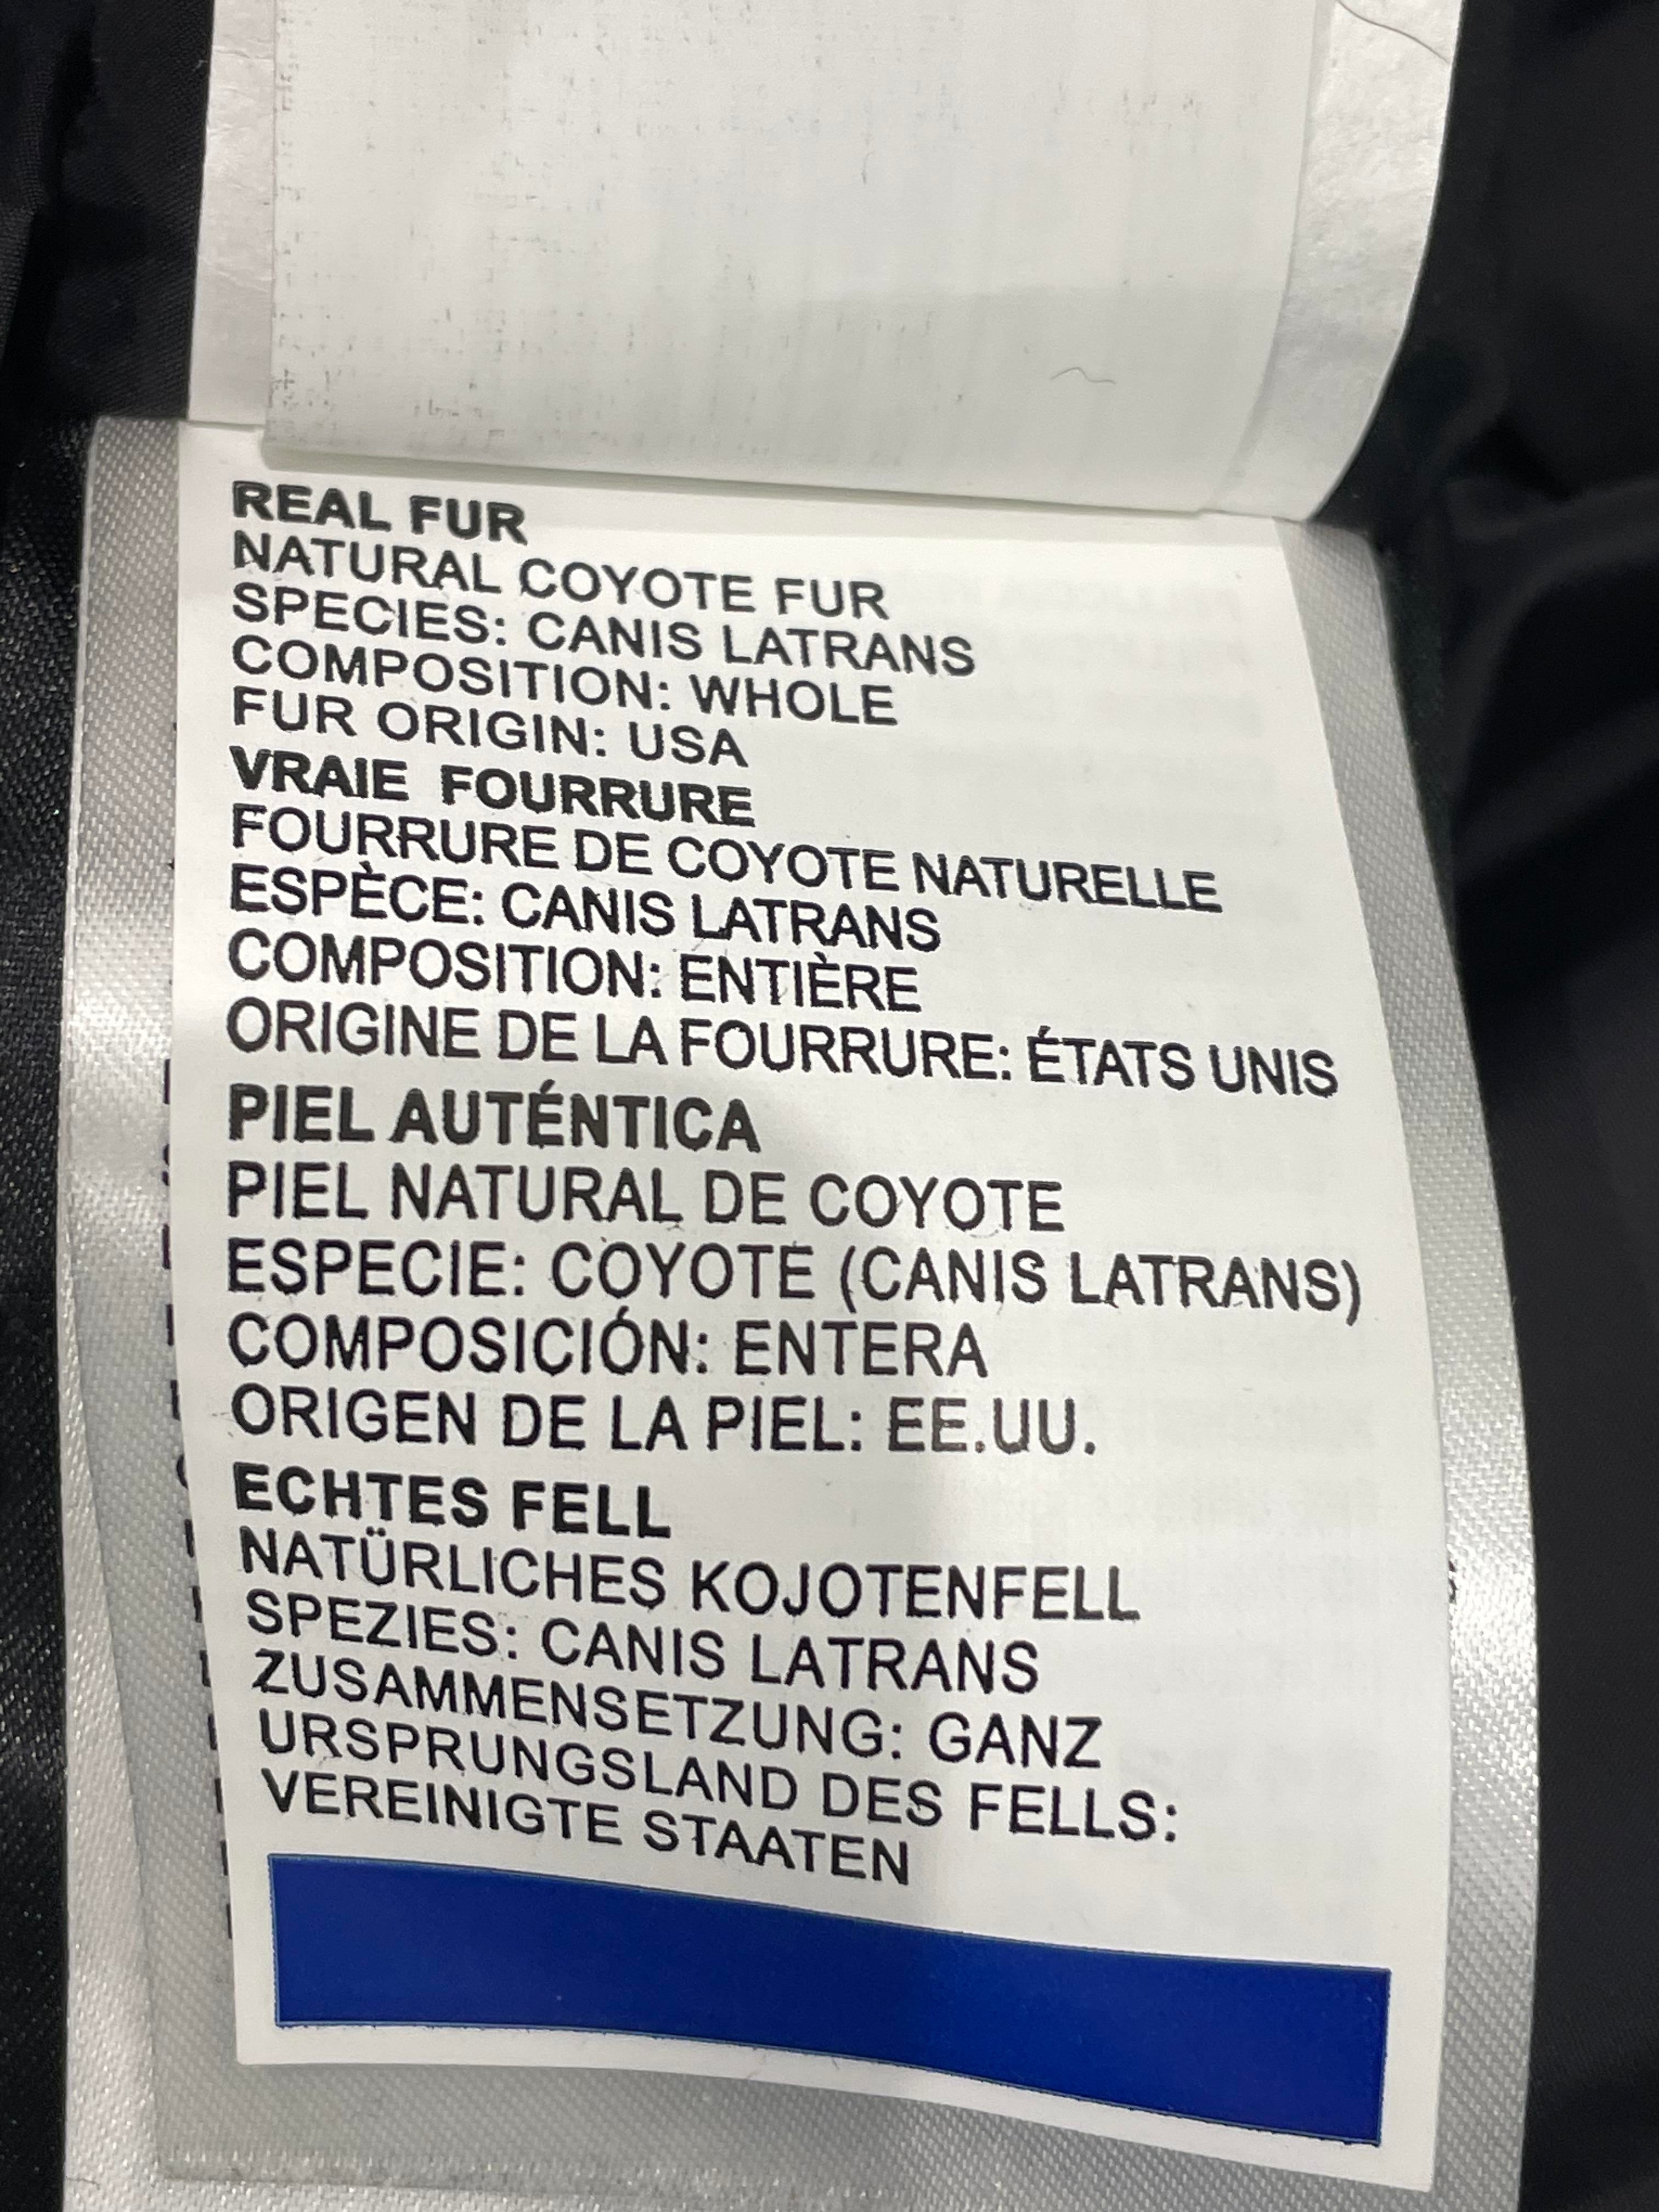 REAL FUR
NATURAL COYOTE FUR
SPECIES: CANIS LATRANS
COMPOSITION: WHOLE
FUR ORIGIN: USA
VRAIE FOURRURE
FOURRURE DE COYOTE NATURELLE
ESPÈCE: CANIS LATRANS
COMPOSITION: ENTIÈRE
ORIGINE DE LA FOURRURE: ÉTATS UNIS
PIEL AUTÉNTICA
PIEL NATURAL DE COYOTE
ESPECIE: COYOTE (CANIS LATRANS)
COMPOSICIÓN: ENTERA
ORIGEN DE LA PIEL: EE.UU.
ECHTES FELL
NATÜRLICHES KOJOTENFELL
SPEZIES: CANIS LATRANS
ZUSAMMENSETZUNG: GANZ
URSPRUNGSLAND DES FELLS:
VEREINIGTE STAATEN